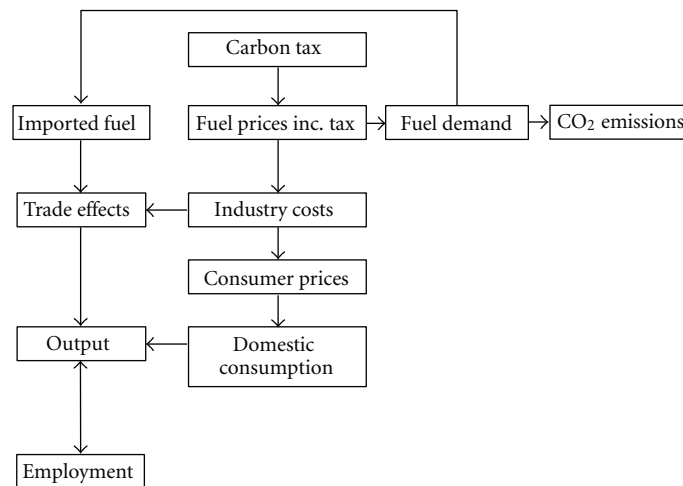 Carbon tax
Imported fuel
Fuel prices inc. tax
Fuel demand
CO₂ emissions
Trade effects
Industry costs
Consumer prices
Output
Domestic
consumption
Employment